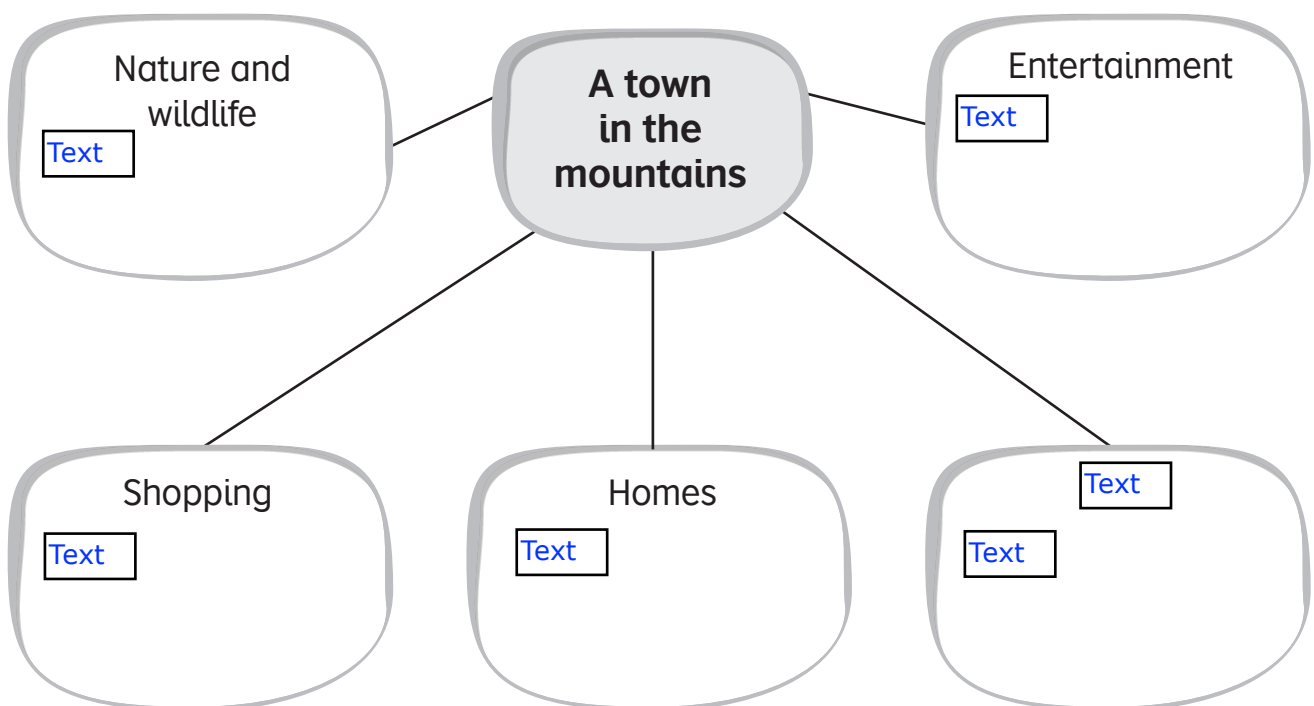 Nature and
wildlife
Text
A town
in the
mountains
Entertainment
Text
Shopping
Text
Homes
Text
Text
Text